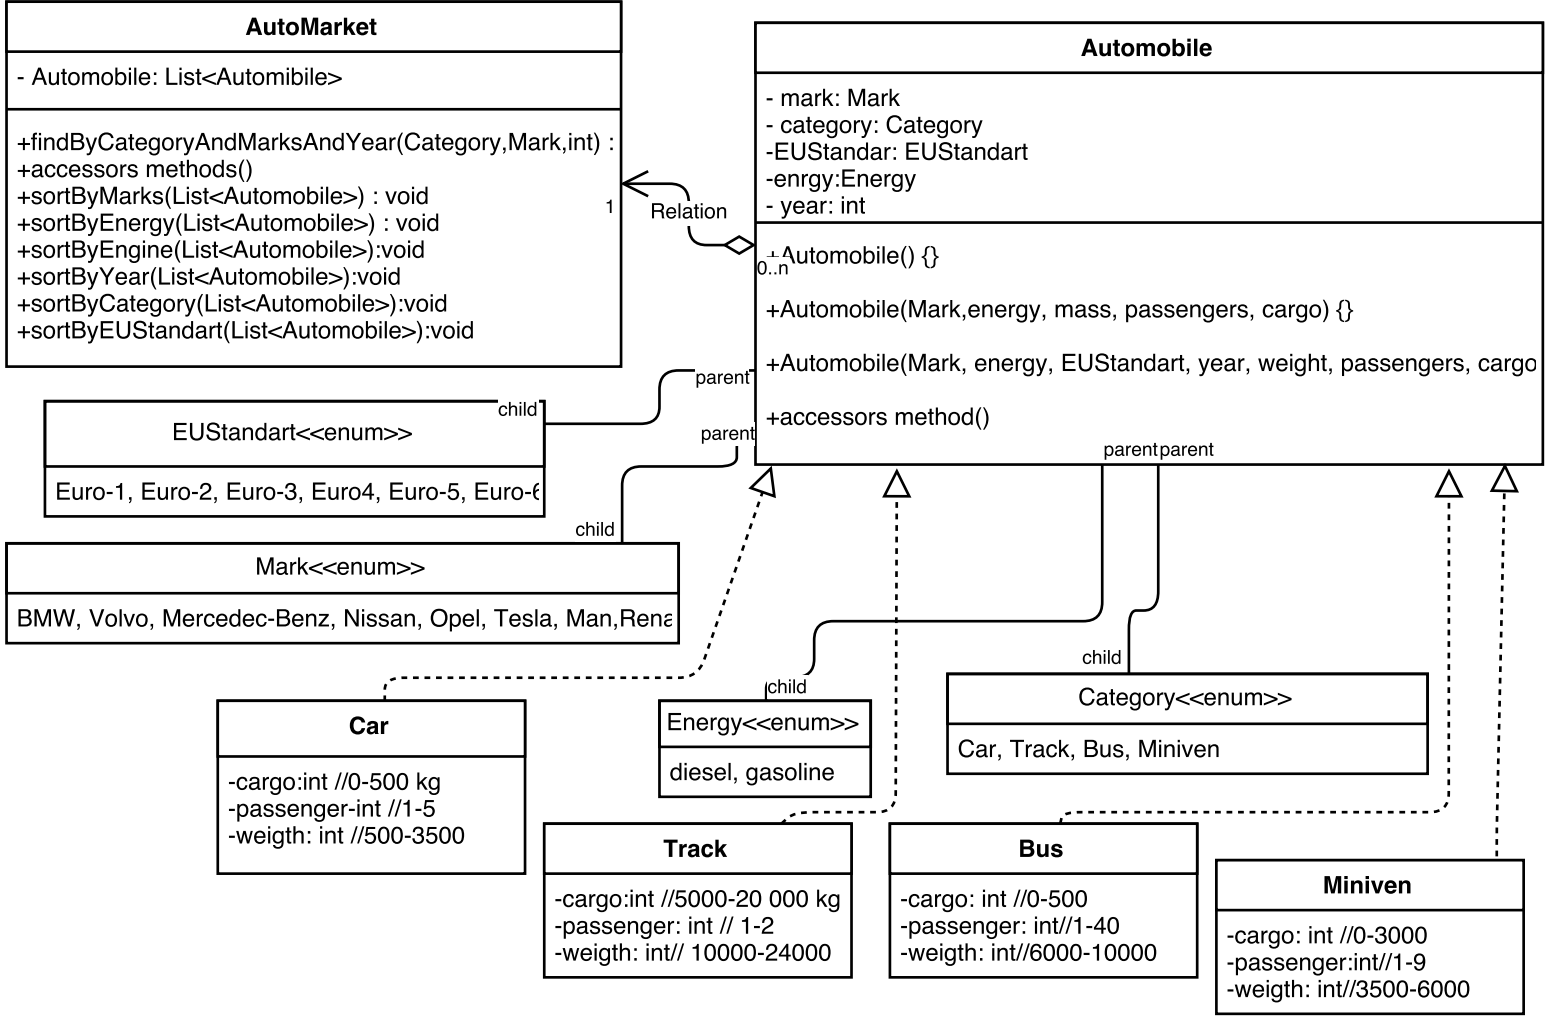 AutoMarket
- Automobile: List<Automibile>
+findByCategoryAndMarksAndYear(Category,Mark,int) :
+accessors methods()
+sortByMarks(List<Automobile>) : void
+sortByEnergy(List<Automobile>) : void
+sortByEngine(List<Automobile>):void
+sortByYear(List<Automobile>):void
+sortByCategory(List<Automobile>):void
+sortByEUStandart(List<Automobile>):void
1
Relation
0..n
Automobile
- mark: Mark
- category: Category
-EUStandar: EUStandart
-enrgy:Energy
- year: int
+Automobile() {}
+Automobile(Mark,energy, mass, passengers, cargo) {}
+Automobile(Mark, energy, EUStandart, year, weight, passengers, cargo
+accessors method()
parent
child
EUStandart<<enum>>
Euro-1, Euro-2, Euro-3, Euro4, Euro-5, Euro-6
parent
child
Mark<<enum>>
BMW, Volvo, Mercedec-Benz, Nissan, Opel, Tesla, Man,Rena
parent
parent
child
Energy<<enum>>
diesel, gasoline
child
Category<<enum>>
Car, Track, Bus, Miniven
Car
-cargo:int //0-500 kg
-passenger-int //1-5
-weigth: int //500-3500
Track
-cargo:int //5000-20 000 kg
-passenger: int // 1-2
-weigth: int// 10000-24000
Bus
-cargo: int //0-500
-passenger: int//1-40
-weigth: int//6000-10000
Miniven
-cargo: int //0-3000
-passenger:int//1-9
-weigth: int//3500-6000